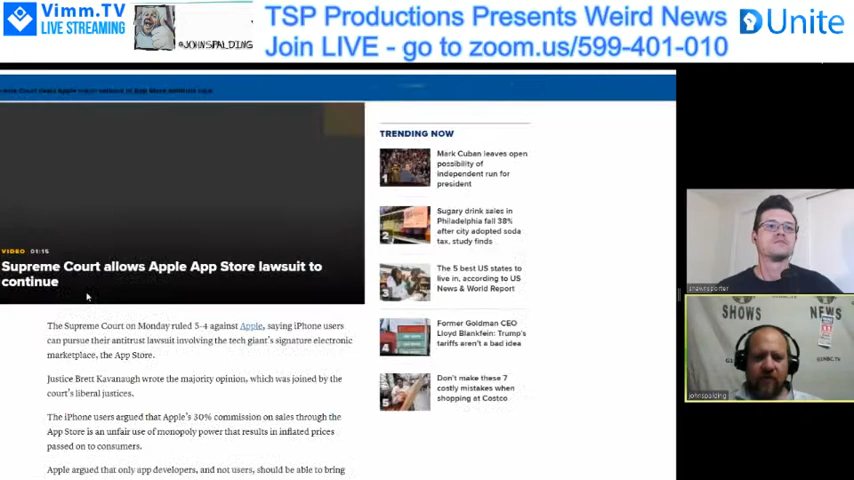 Vimm.TV
LIVE STREAMING
@JOHNSPALDING
TSP Productions Presents Weird News
Join LIVE - go to zoom.us/599-401-010
Unite
TRENDING NOW
1
Mark Cuban leaves open
possibility of
independent run for
president
2
Sugary drink sales in
Philadelphia fall 38%
after city adopted soda
tax, study finds
3
The 5 best US states to
live in, according to US
News & World Report
4
Former Goldman CEO
Lloyd Blankfein: Trump's
tariffs aren't a bad idea
5
Don't make these 7
costly mistakes when
shopping at Costco
VIDEO 01:15
Supreme Court allows Apple App Store lawsuit to
continue
The Supreme Court on Monday ruled 5-4 against Apple, saying iPhone users
can pursue their antitrust lawsuit involving the tech giant's signature electronic
marketplace, the App Store.
Justice Brett Kavanaugh wrote the majority opinion, which was joined by the
court's liberal justices.
The iPhone users argued that Apple's 30% commission on sales through the
App Store is an unfair use of monopoly power that results in inflated prices
passed on to consumers.
Apple argued that only app developers, and not users, should be able to bring
shawnsporter
SHOWS
NEWS
johnspalding